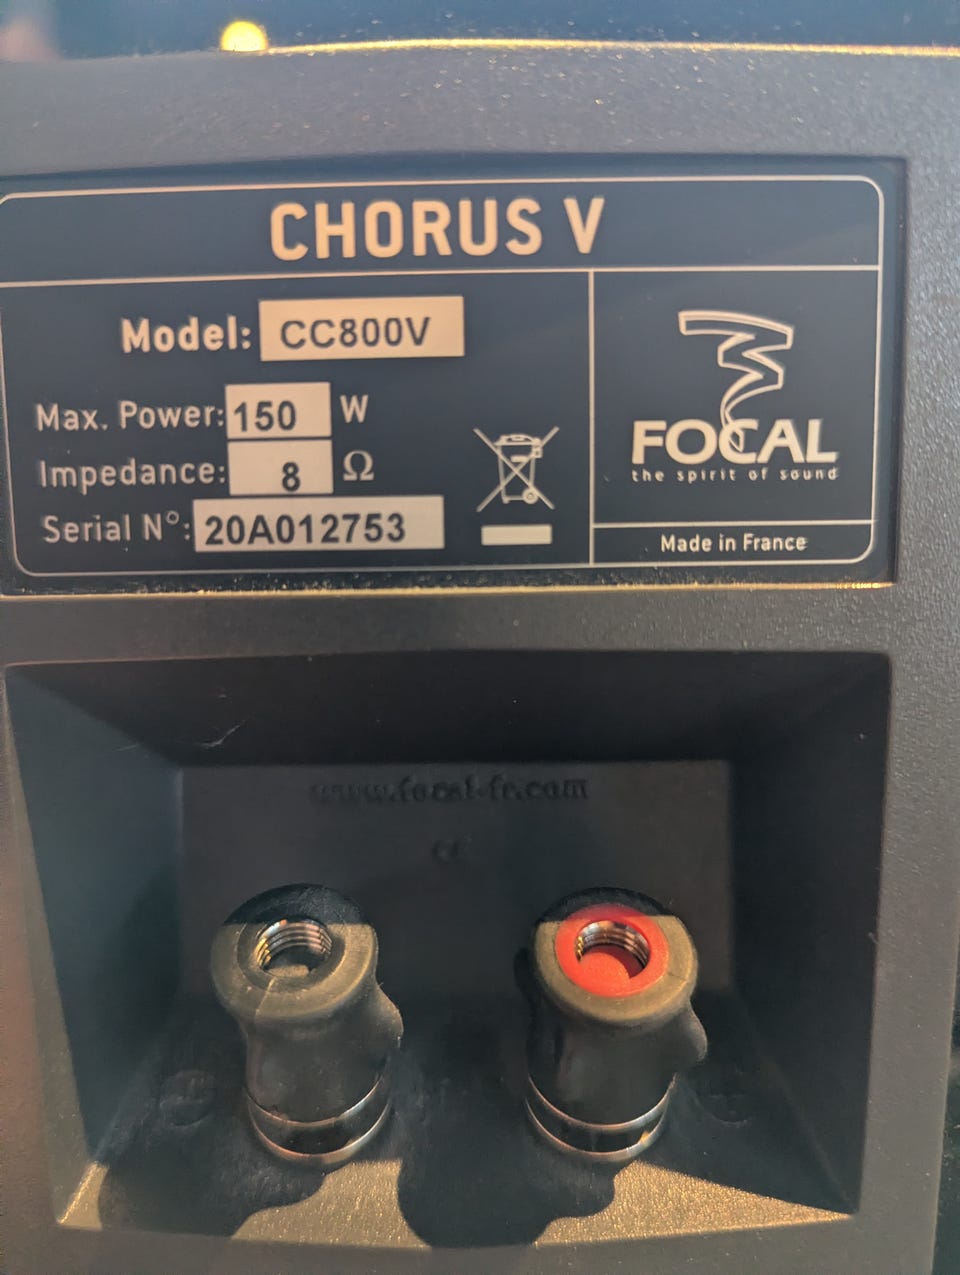 CHORUS V
Model: CC800V
Max. Power: 150 W
Impedance: 8 Ω
Serial N°: 20A012753
FOCAL
the spirit of sound
Made in France
www.focal-fr.com
CE